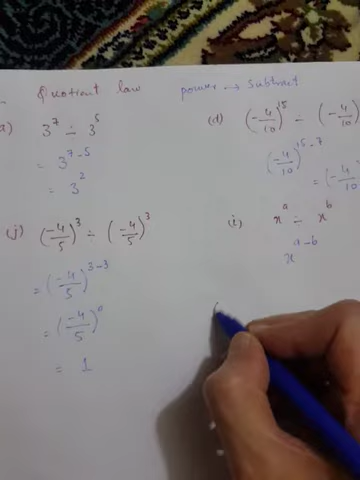 Quotient law power → subtract
a) 3^7 ÷ 3^5
= 3^(7-5)
= 3^2
(d) (-4/10)^15 ÷ (-4/10)
(-4/10)^(15-7)
= (-4/10)
(j) (-4/5)^3 ÷ (-4/5)^3
= (-4/5)^(3-3)
= (-4/5)^0
= 1
(i) x^a ÷ x^b
x^(a-b)